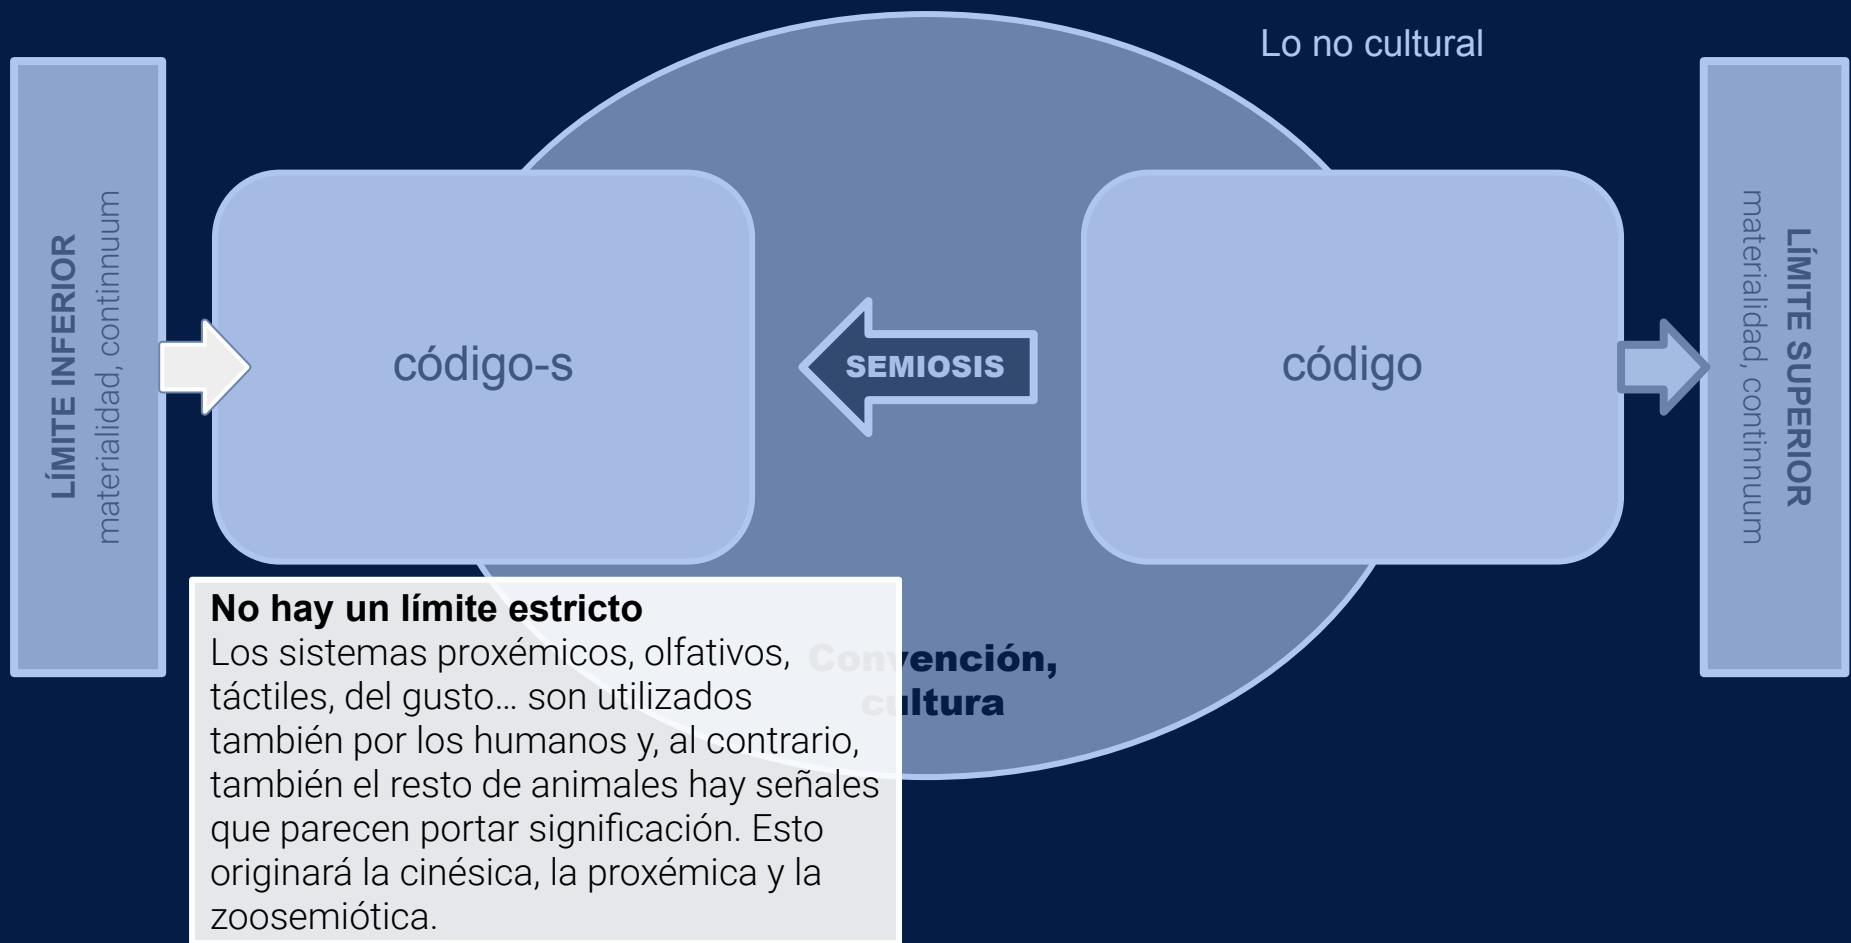 Lo no cultural
LÍMITE INFERIOR
materialidad, continnuum
código-s
SEMIOSIS
código
LÍMITE SUPERIOR
materialidad, continnuum
No hay un límite estricto
Los sistemas proxémicos, olfativos,
táctiles, del gusto… son utilizados
también por los humanos y, al contrario,
también el resto de animales hay señales
que parecen portar significación. Esto
originará la cinésica, la proxémica y la
zoosemiótica.
Convención,
cultura